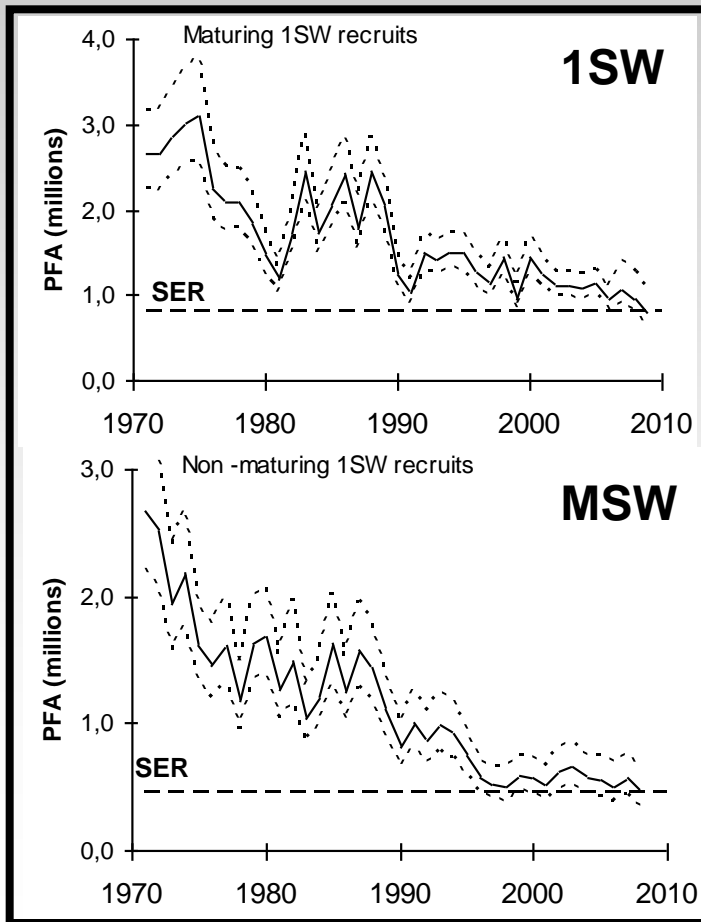 Maturing 1SW recruits
1SW
4,0
3,0
2,0
1,0
0,0
PFA (millions)
SER
1970 1980 1990 2000 2010
Non -maturing 1SW recruits
MSW
3,0
2,0
1,0
0,0
PFA (millions)
SER
1970 1980 1990 2000 2010